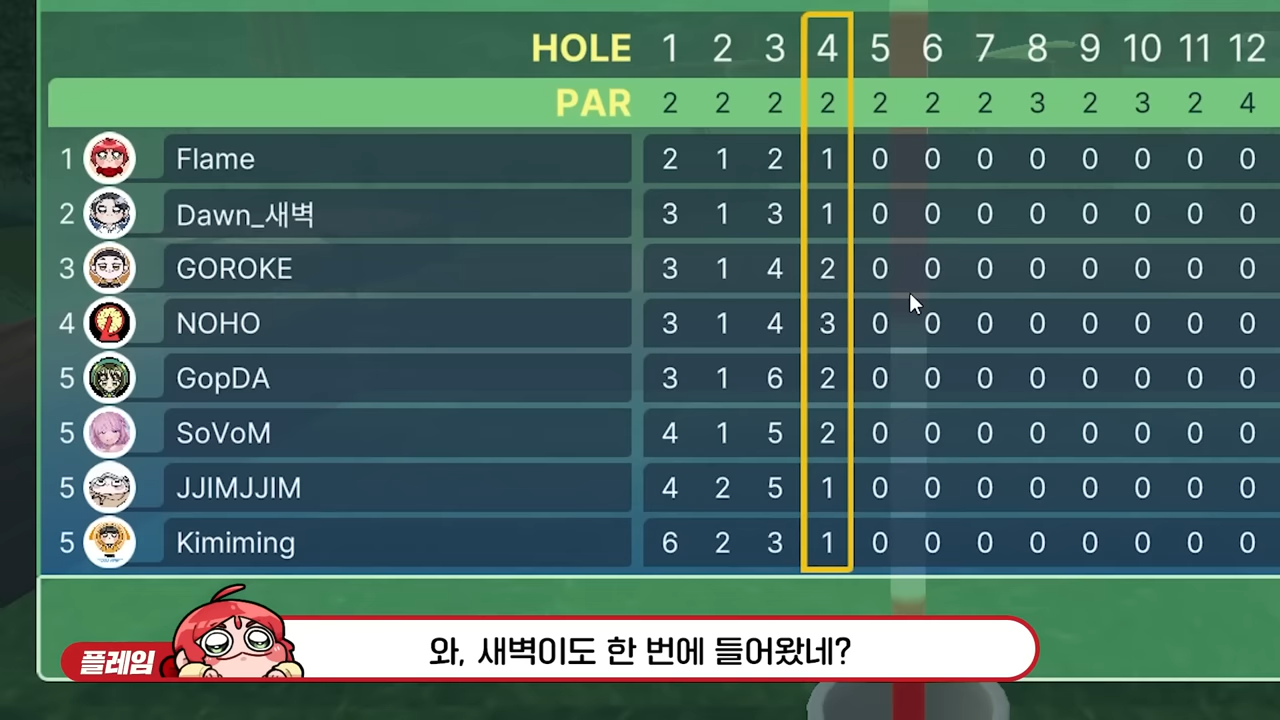 HOLE 1 2 3 4 5 6 7 8 9 10 11 12
PAR 2 2 2 2 2 2 2 3 2 3 2 4
1 Flame 2 1 2 1 0 0 0 0 0 0 0 0
2 Dawn_새벽 3 1 3 1 0 0 0 0 0 0 0 0
3 GOROKE 3 1 4 2 0 0 0 0 0 0 0 0
4 NOHO 3 1 4 3 0 0 0 0 0 0 0 0
5 GopDA 3 1 6 2 0 0 0 0 0 0 0 0
5 SoVoM 4 1 5 2 0 0 0 0 0 0 0 0
5 JJIMJJIM 4 2 5 1 0 0 0 0 0 0 0 0
5 Kimiming 6 2 3 1 0 0 0 0 0 0 0 0
플레임 와, 새벽이도 한 번에 들어왔네?